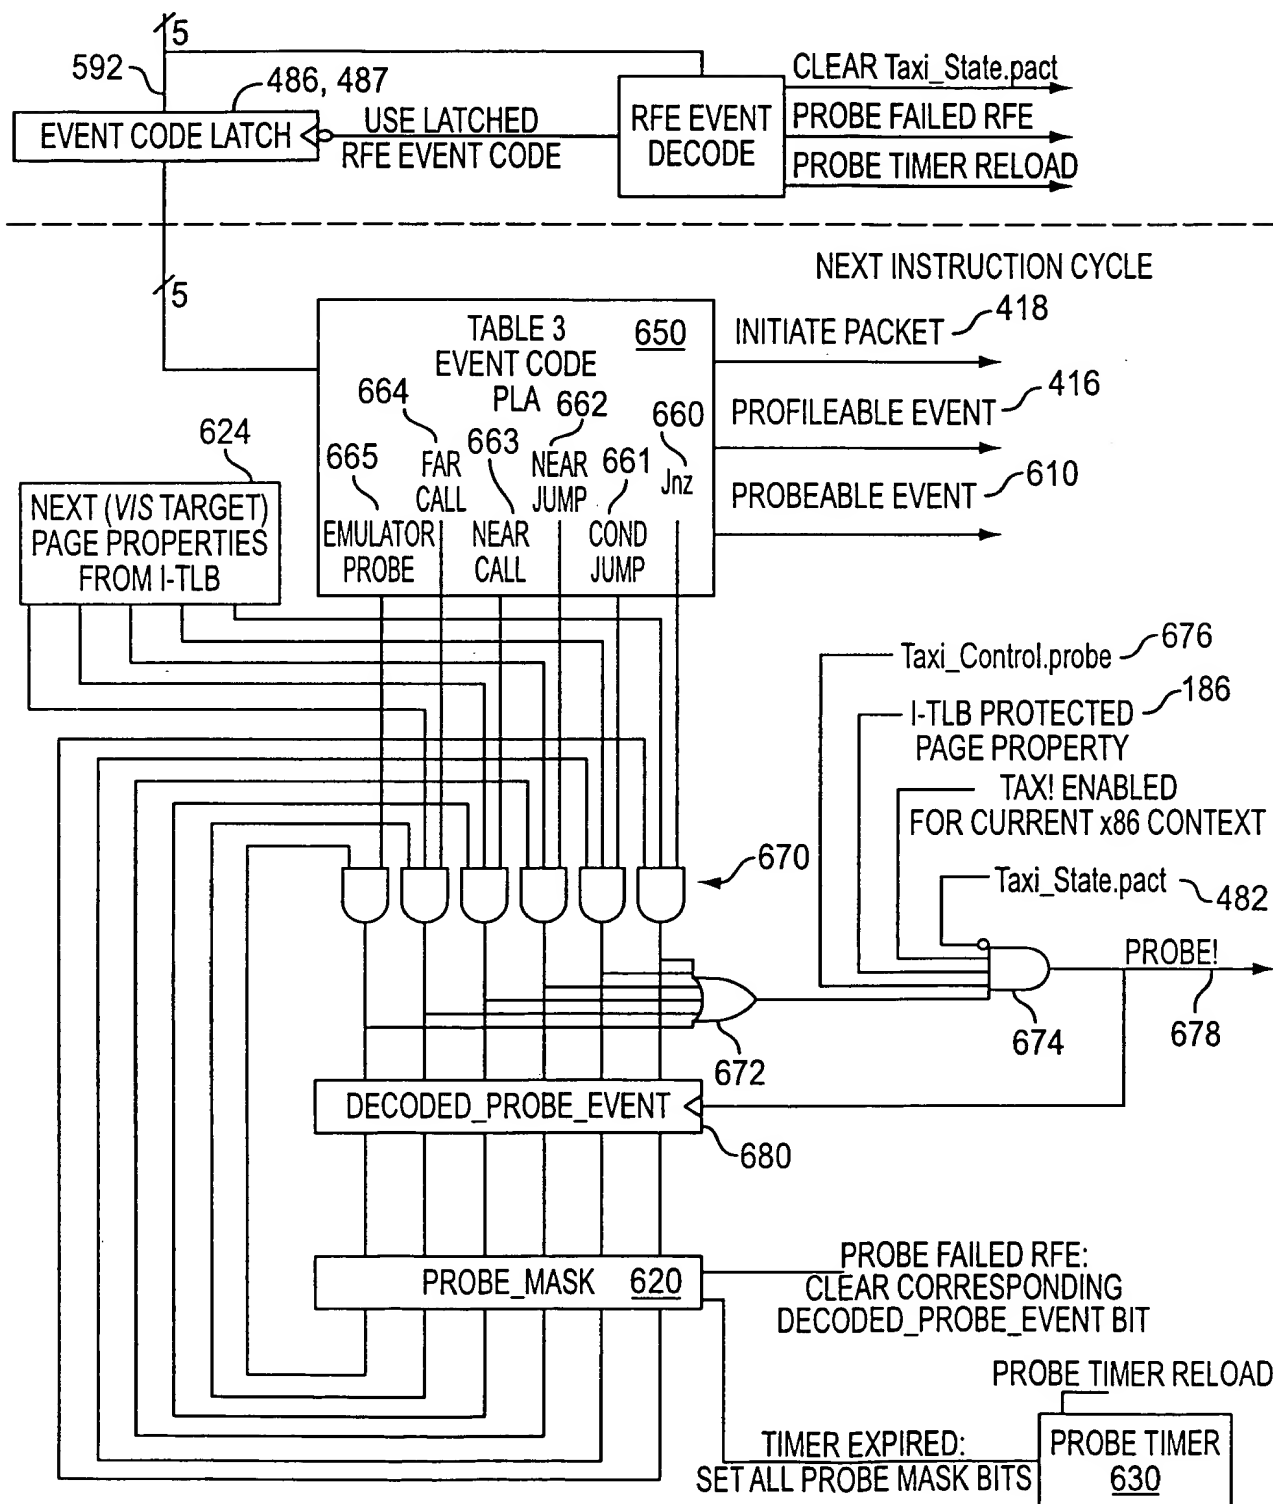 5
592
486, 487
EVENT CODE LATCH
USE LATCHED
RFE EVENT CODE
RFE EVENT
DECODE
CLEAR Taxi_State.pact
PROBE FAILED RFE
PROBE TIMER RELOAD
NEXT INSTRUCTION CYCLE
5
TABLE 3
EVENT CODE
PLA
650
INITIATE PACKET
418
PROFILEABLE EVENT
416
PROBEABLE EVENT
610
664
662
660
665
663
661
FAR
CALL
NEAR
JUMP
Jnz
EMULATOR
PROBE
NEAR
CALL
COND
JUMP
624
NEXT (VIS TARGET)
PAGE PROPERTIES
FROM I-TLB
Taxi_Control.probe
676
I-TLB PROTECTED
PAGE PROPERTY
186
TAX! ENABLED
FOR CURRENT x86 CONTEXT
Taxi_State.pact
482
670
PROBE!
672
674
678
DECODED_PROBE_EVENT
680
PROBE_MASK
620
PROBE FAILED RFE:
CLEAR CORRESPONDING
DECODED_PROBE_EVENT BIT
PROBE TIMER RELOAD
TIMER EXPIRED:
SET ALL PROBE MASK BITS
PROBE TIMER
630